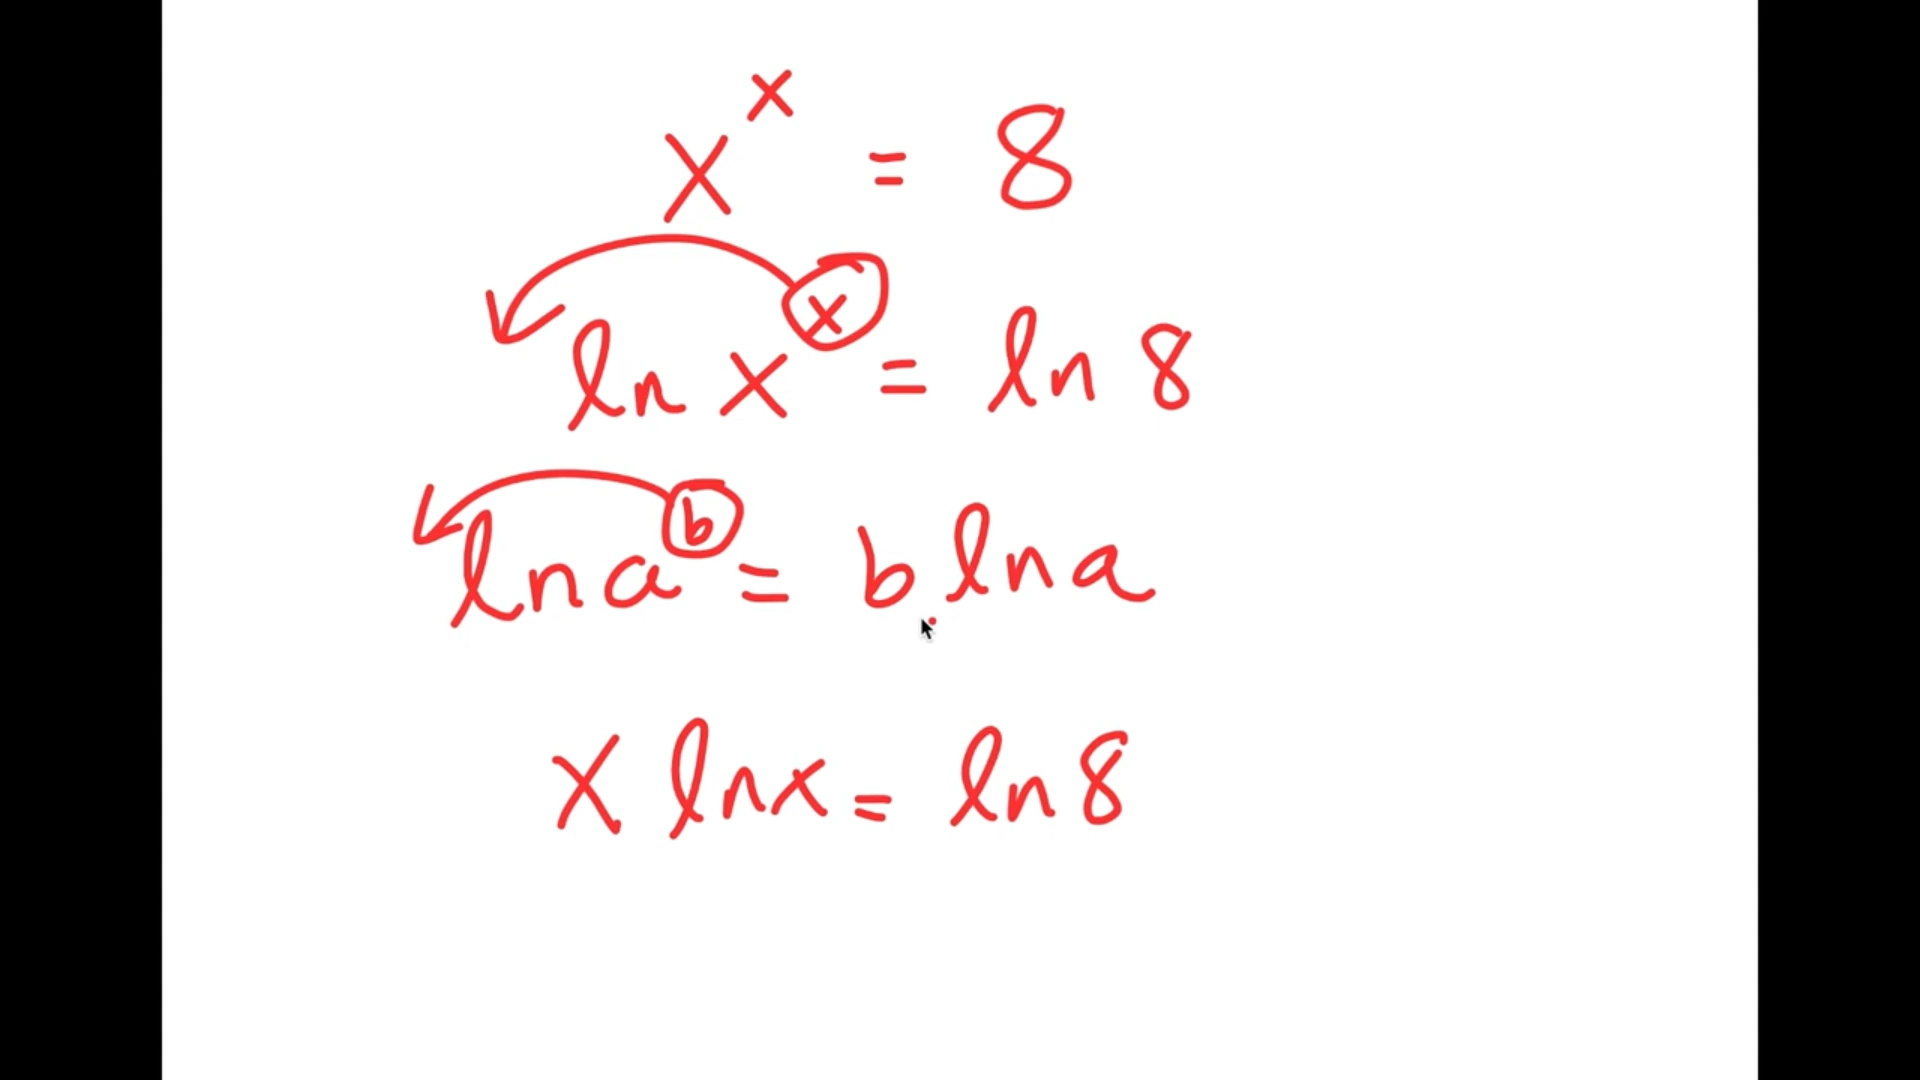 x^x = 8
ln x^x = ln 8
ln a^b = b ln a
x ln x = ln 8